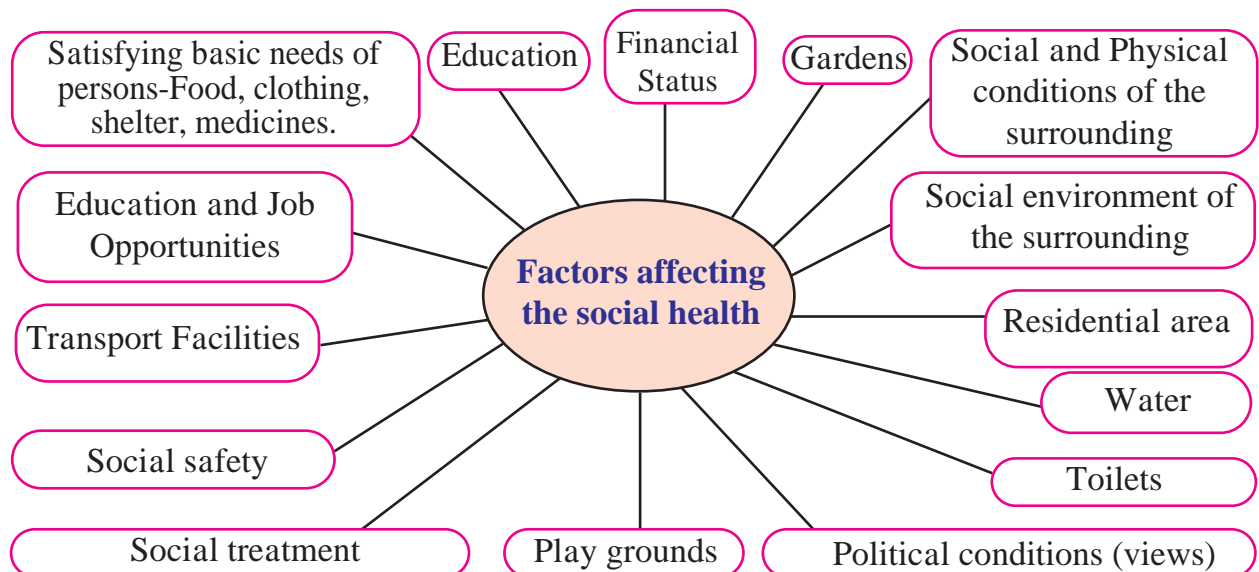 Satisfying basic needs of
persons-Food, clothing,
shelter, medicines.
Education
Financial
Status
Gardens
Social and Physical
conditions of the
surrounding
Education and Job
Opportunities
Social environment of
the surrounding
Factors affecting
the social health
Transport Facilities
Residential area
Water
Social safety
Toilets
Social treatment
Play grounds
Political conditions (views)